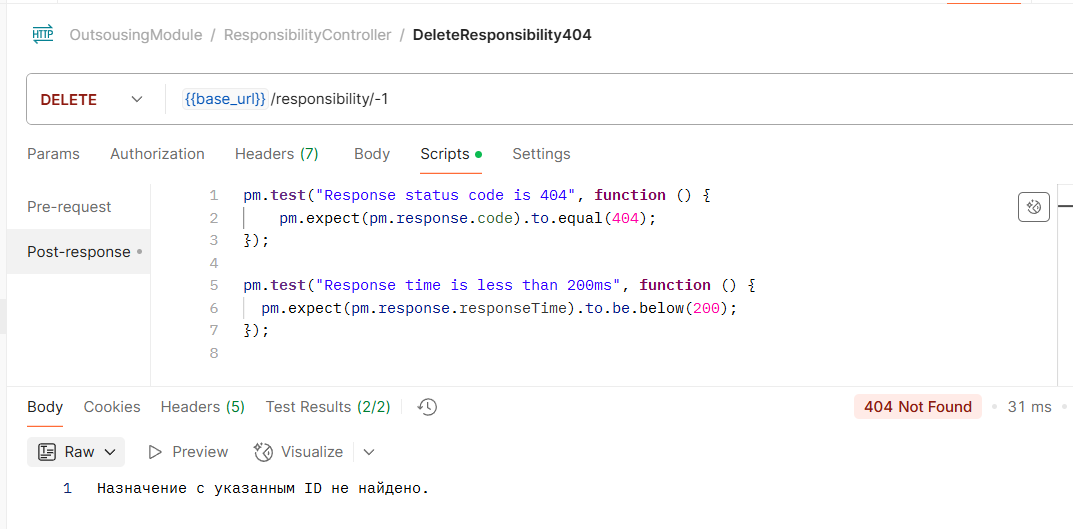 HTTP OutsousingModule / ResponsibilityController / DeleteResponsibility404
DELETE {{base_url}} /responsibility/-1
Params Authorization Headers (7) Body Scripts Settings
Pre-request
Post-response
1 pm.test("Response status code is 404", function () {
2 pm.expect(pm.response.code).to.equal(404);
3 });
4
5 pm.test("Response time is less than 200ms", function () {
6 pm.expect(pm.response.responseTime).to.be.below(200);
7 });
8
Body Cookies Headers (5) Test Results (2/2) 404 Not Found 31 ms
Raw Preview Visualize
1 Назначение с указанным ID не найдено.